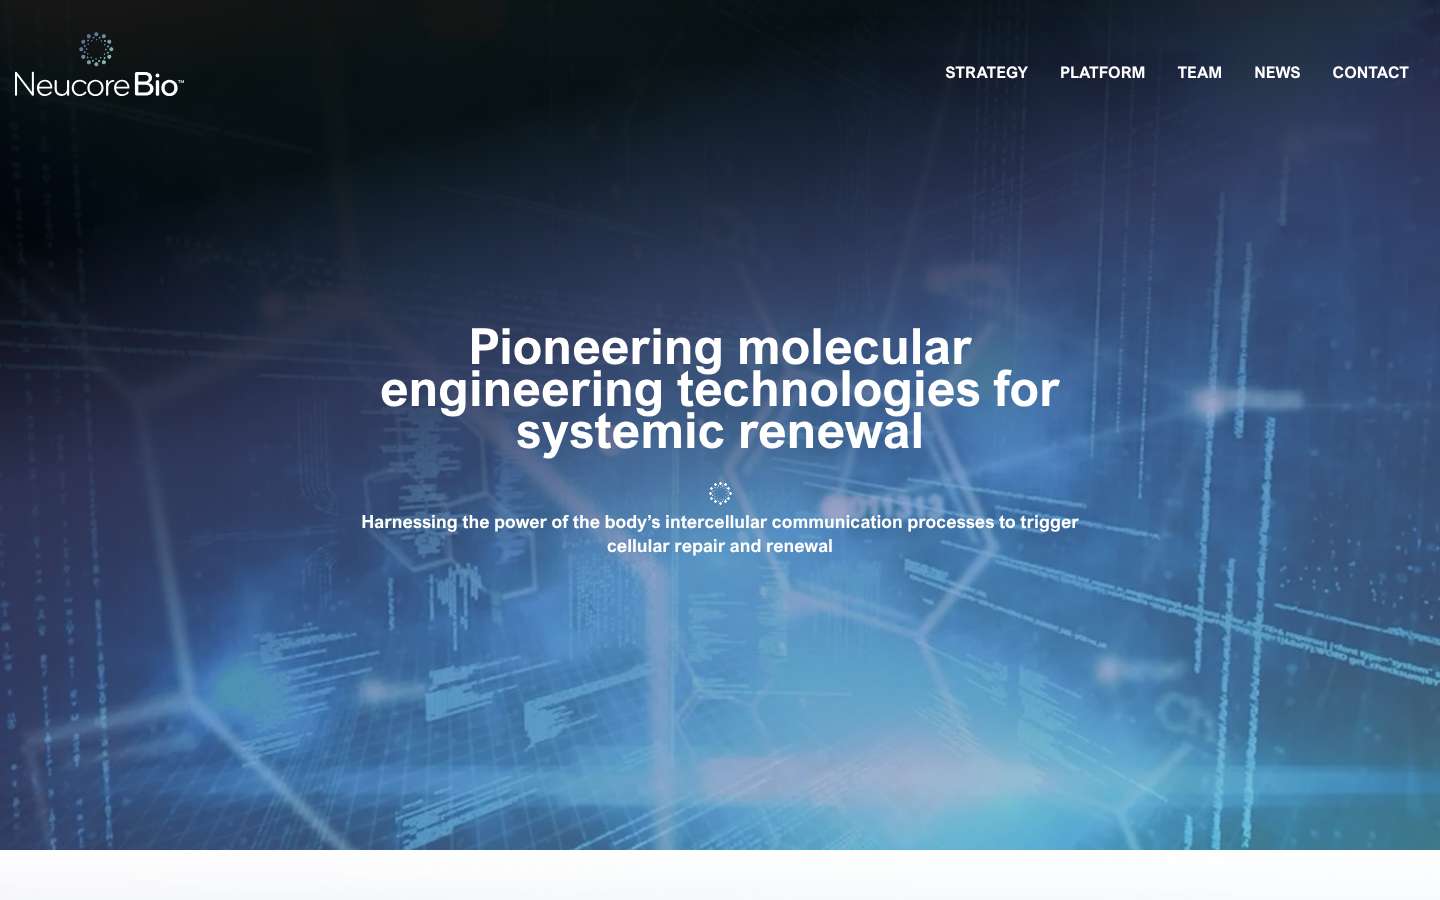 NeucoreBio™
STRATEGY PLATFORM TEAM NEWS CONTACT
Pioneering molecular
engineering technologies for
systemic renewal
Harnessing the power of the body’s intercellular communication processes to trigger
cellular repair and renewal